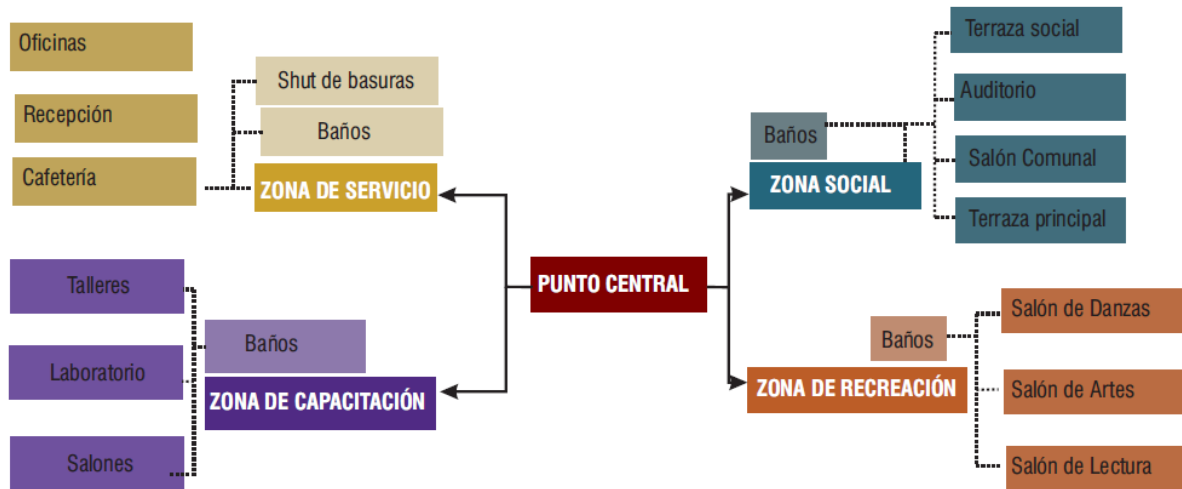 Oficinas
Shut de basuras
Recepción
Baños
Cafetería
ZONA DE SERVICIO
Terraza social
Auditorio
Baños
Salón Comunal
ZONA SOCIAL
Terraza principal
PUNTO CENTRAL
Talleres
Baños
Laboratorio
ZONA DE CAPACITACIÓN
Salones
Salón de Danzas
Baños
ZONA DE RECREACIÓN
Salón de Artes
Salón de Lectura